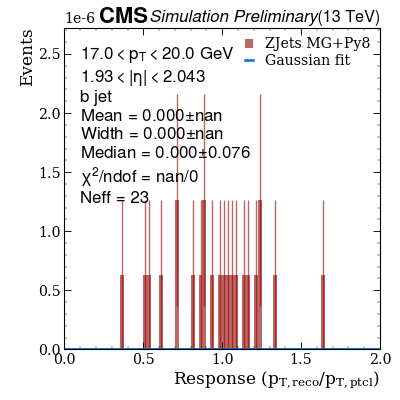 1e-6 CMS Simulation Preliminary (13 TeV)
Events
17.0 < pT < 20.0 GeV
1.93 < |η| < 2.043
b jet
Mean = 0.000±nan
Width = 0.000±nan
Median = 0.000±0.076
χ²/ndof = nan/0
Neff = 23
ZJets MG+Py8
Gaussian fit
2.5
2.0
1.5
1.0
0.5
0.0
0.0 0.5 1.0 1.5 2.0
Response (pT,reco/pT,ptcl)